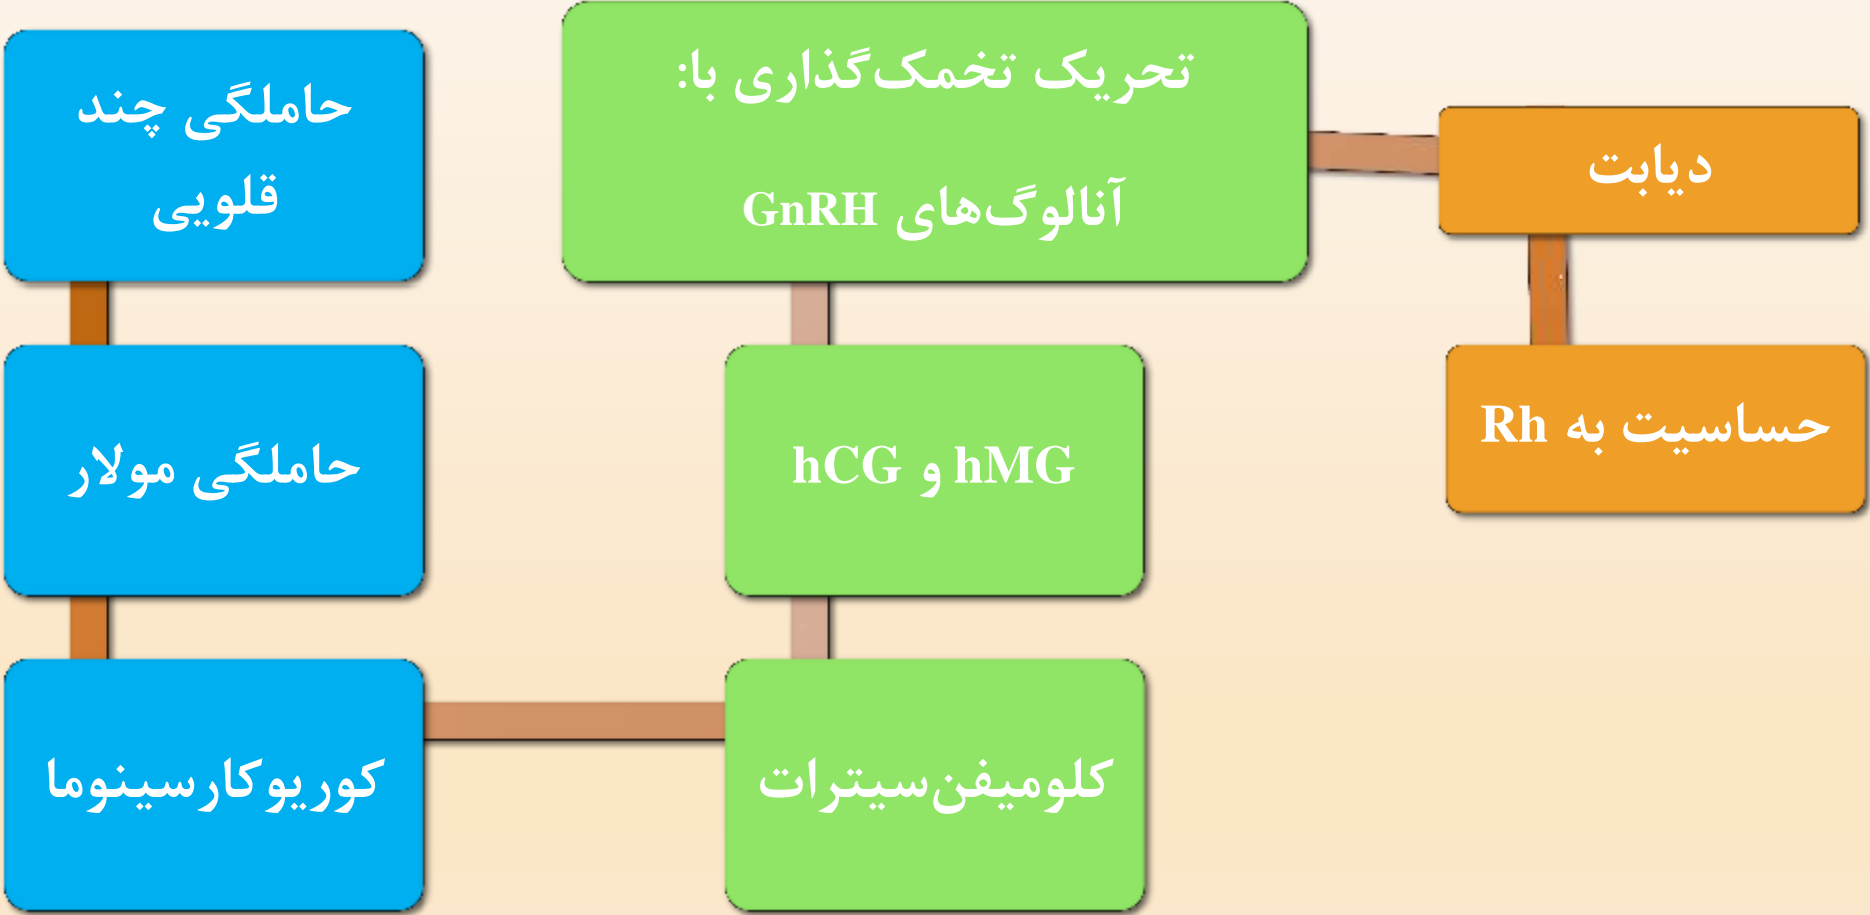 حاملگی چند
قلویی
حاملگی مولار
کوریوکارسینوما
کلومیفن‌سیترات
hMG و hCG
تحریک تخمک‌گذاری با:
آنالوگ‌های GnRH
دیابت
حساسیت به Rh